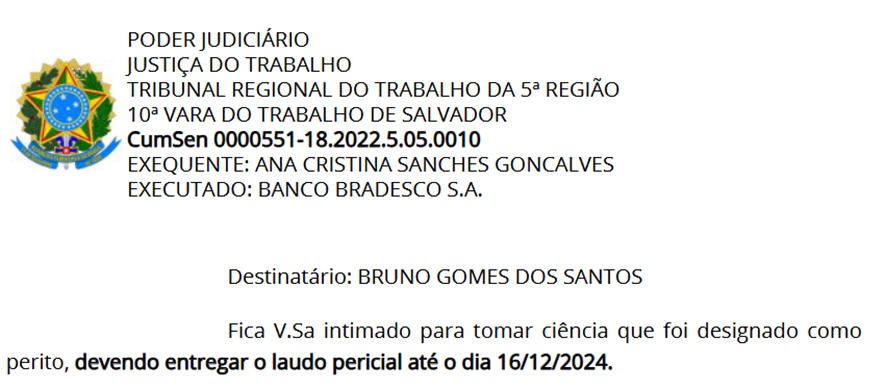 PODER JUDICIÁRIO
JUSTIÇA DO TRABALHO
TRIBUNAL REGIONAL DO TRABALHO DA 5ª REGIÃO
10ª VARA DO TRABALHO DE SALVADOR
CumSen 0000551-18.2022.5.05.0010
EXEQUENTE: ANA CRISTINA SANCHES GONCALVES
EXECUTADO: BANCO BRADESCO S.A.
Destinatário: BRUNO GOMES DOS SANTOS
Fica V.Sa intimado para tomar ciência que foi designado como
perito, devendo entregar o laudo pericial até o dia 16/12/2024.